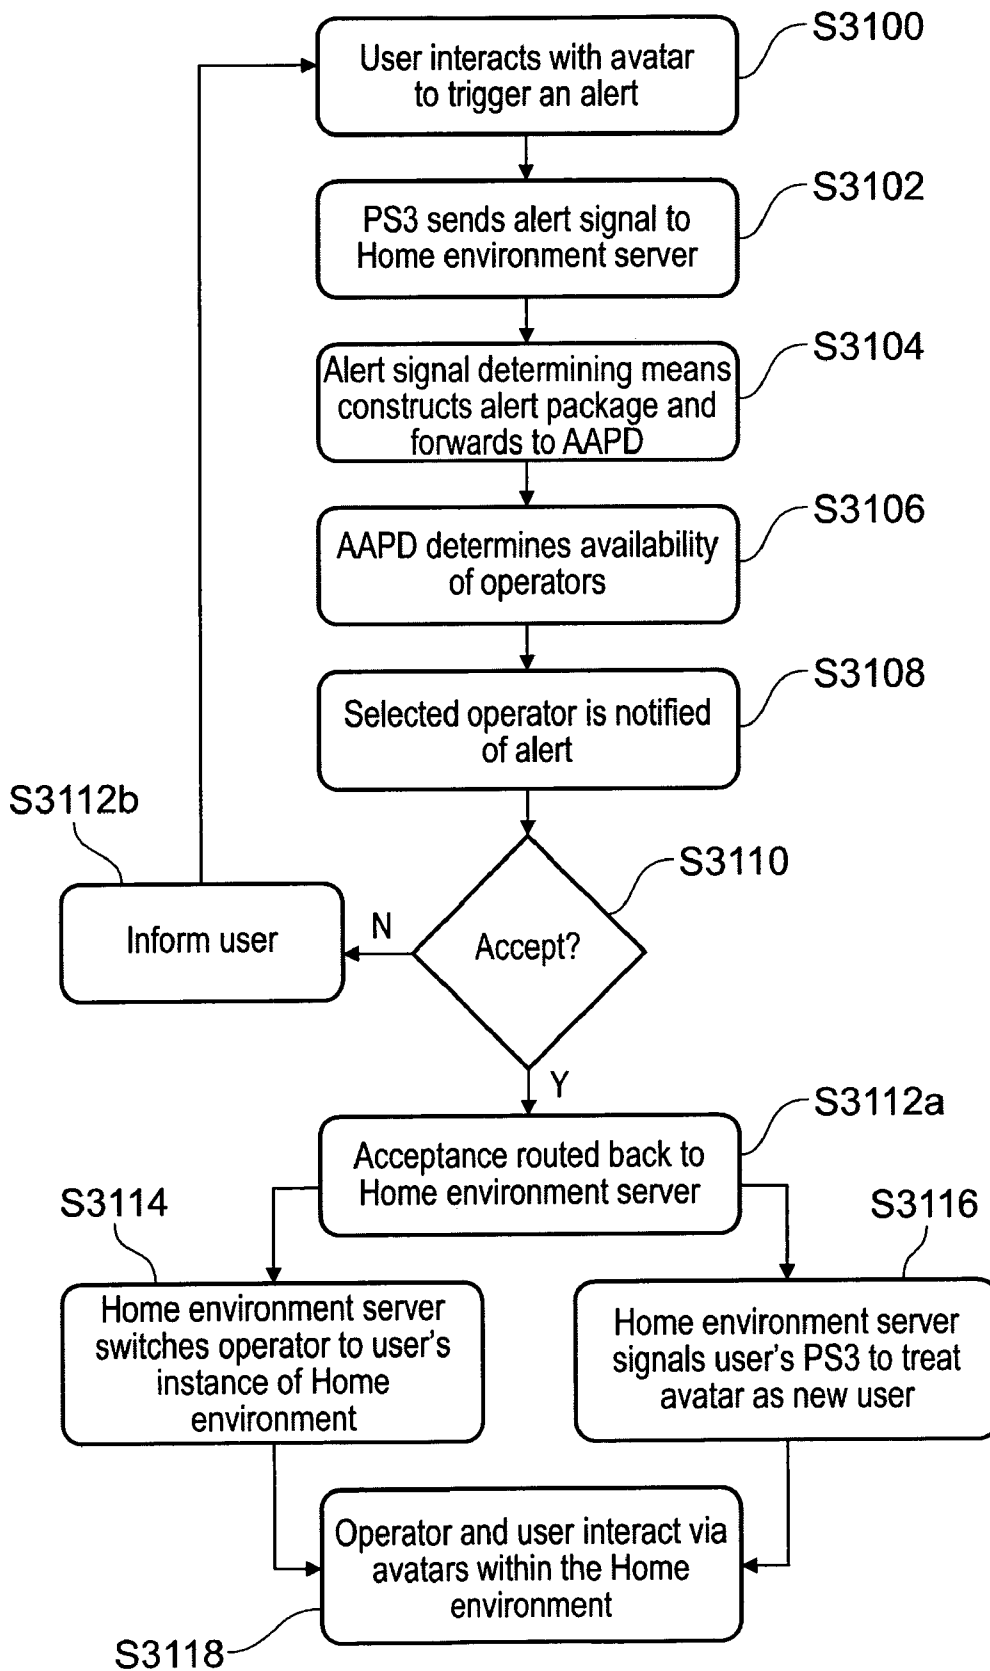 S3100
User interacts with avatar
to trigger an alert
S3102
PS3 sends alert signal to
Home environment server
S3104
Alert signal determining means
constructs alert package and
forwards to AAPD
S3106
AAPD determines availability
of operators
S3108
Selected operator is notified
of alert
S3112b
S3110
Inform user
N
Accept?
Y
S3112a
Acceptance routed back to
Home environment server
S3114
S3116
Home environment server
switches operator to user's
instance of Home
environment
Home environment server
signals user's PS3 to treat
avatar as new user
Operator and user interact via
avatars within the Home
environment
S3118